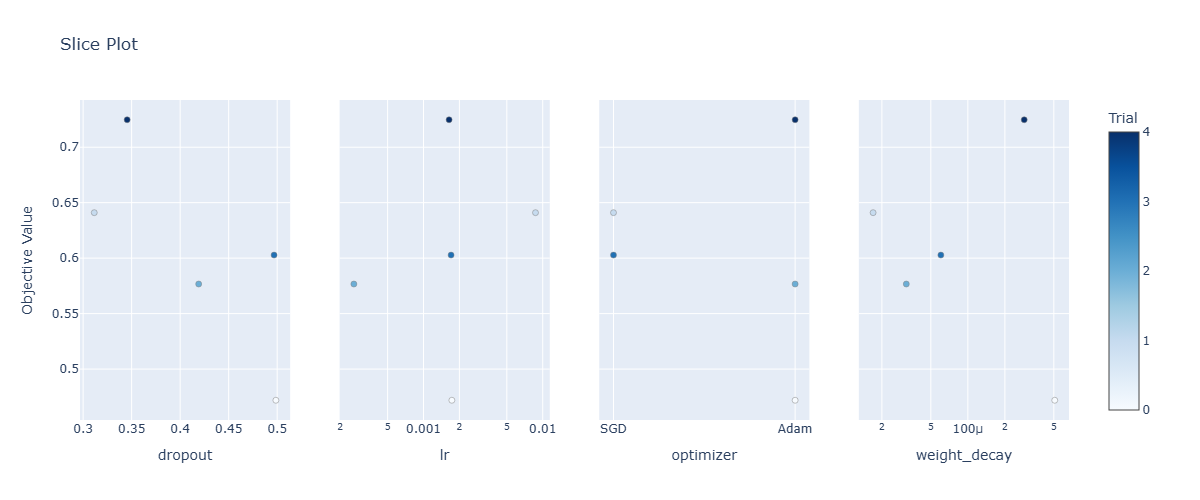 Slice Plot
Objective Value
0.7
0.65
0.6
0.55
0.5
0.3 0.35 0.4 0.45 0.5
dropout
2 5 0.001 2 5 0.01
lr
SGD Adam
optimizer
2 5 100μ 2 5
weight_decay
Trial
4
3
2
1
0